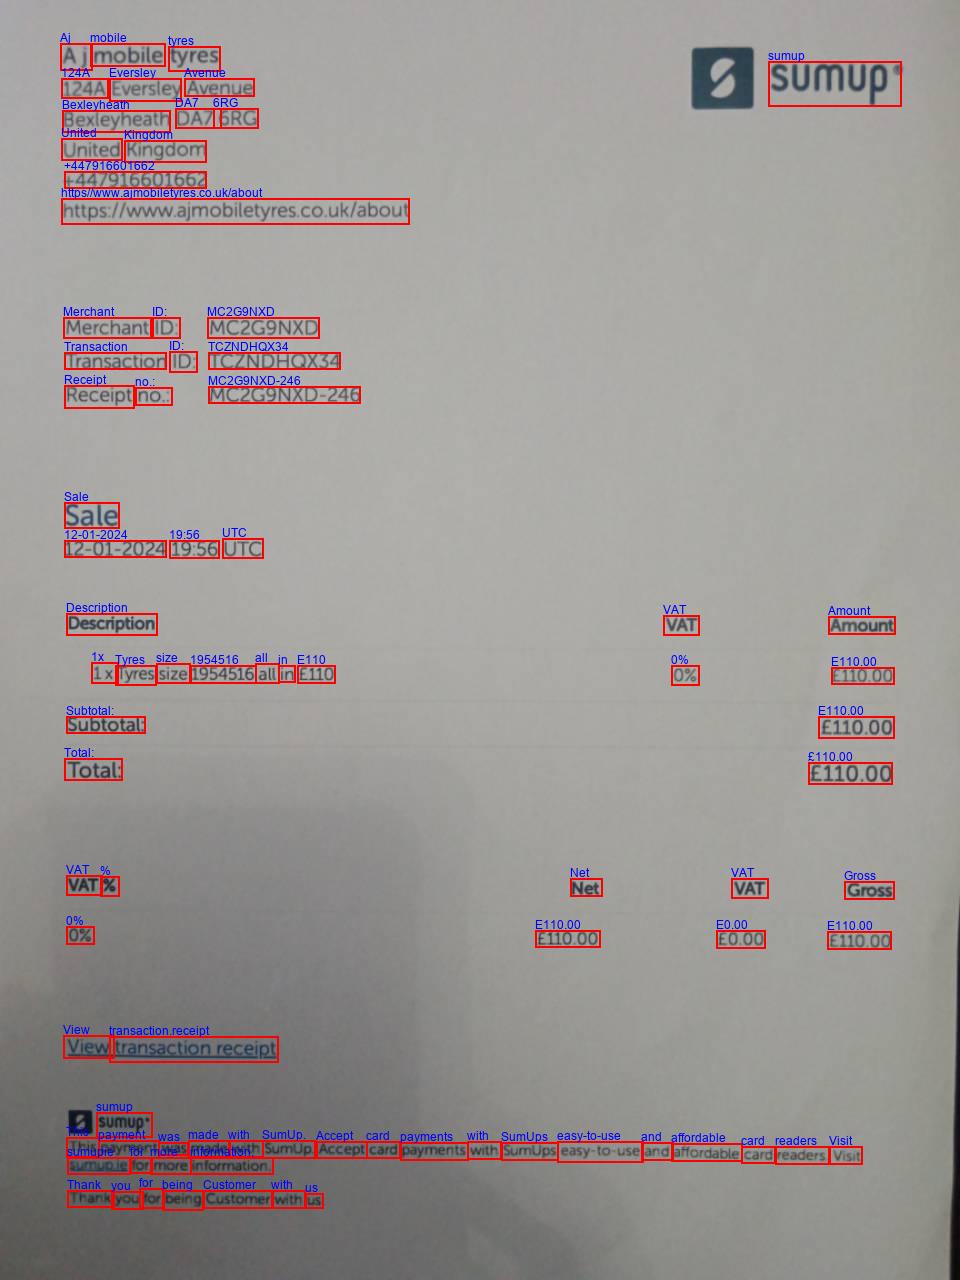 A j mobile tyres
sumup®
124A Eversley Avenue
Bexleyheath DA7 6RG
United Kingdom
+447916601662
https://www.ajmobiletyres.co.uk/about
Merchant ID: MC2G9NXD
Transaction ID: TCZNDHQX34
Receipt no.: MC2G9NXD-246
Sale
12-01-2024 19:56 UTC
Description VAT Amount
1 x Tyres size 1954516 all in £110 0% £110.00
Subtotal: £110.00
Total: £110.00
VAT % Net VAT Gross
0% £110.00 £0.00 £110.00
View transaction receipt
sumup®
This payment was made with SumUp. Accept card payments with SumUps easy-to-use and affordable card readers. Visit
sumup.ie for more information.
Thank you for being Customer with us